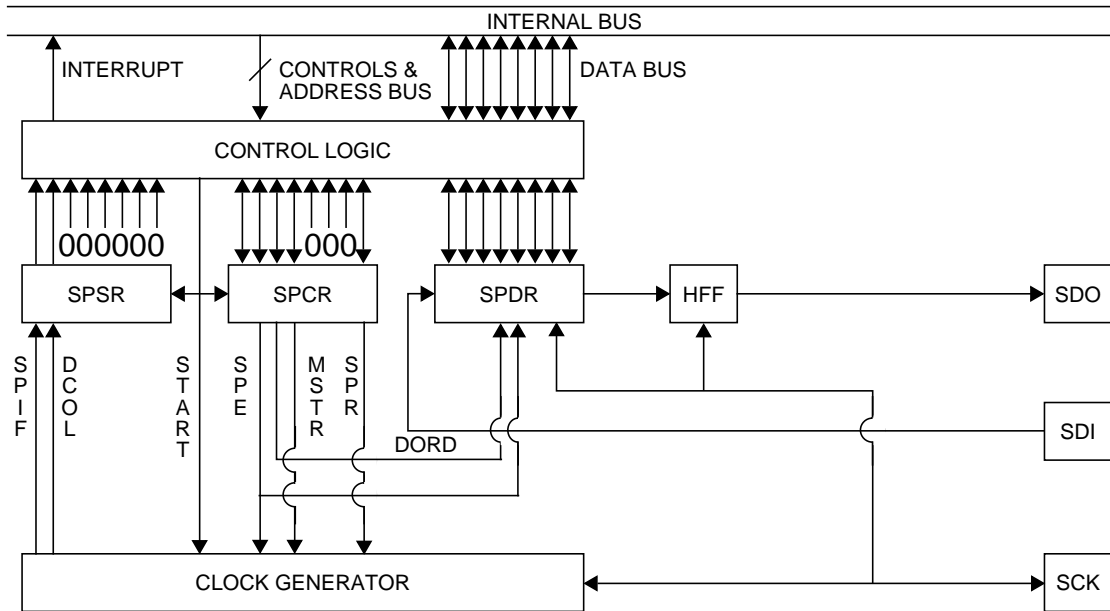 INTERNAL BUS
INTERRUPT
CONTROLS &
ADDRESS BUS
DATA BUS
CONTROL LOGIC
000000
000
SPSR
SPCR
SPDR
HFF
SDO
SPIF
DCOL
START
SPE
MSTR
SPR
DORD
SDI
CLOCK GENERATOR
SCK